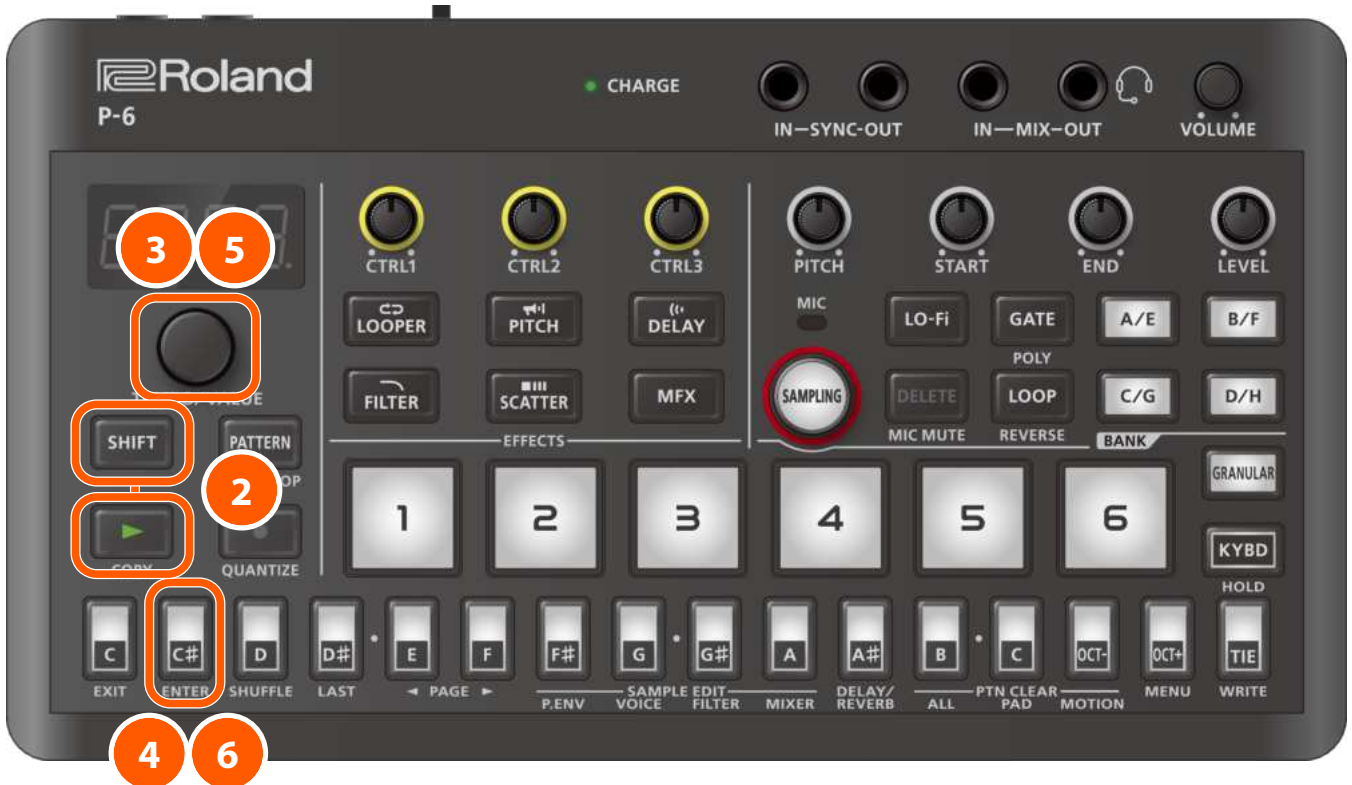 Roland
P-6
CHARGE
IN—SYNC-OUT
IN—MIX—OUT
VOLUME
3
5
CTRL1
CTRL2
CTRL3
PITCH
START
END
LEVEL
LOOPER
PITCH
DELAY
MIC
LO-Fi
GATE
A/E
B/F
POLY
VALUE
FILTER
SCATTER
MFX
SAMPLING
DELETE
LOOP
C/G
D/H
SHIFT
PATTERN
EFFECTS
MIC MUTE
REVERSE
BANK
2
OP
GRANULAR
1
2
3
4
5
6
COPY
QUANTIZE
KYBD
HOLD
C
C#
D
D#
E
F
F#
G
G#
A
A#
B
C
OCT-
OCT+
TIE
EXIT
ENTER
SHUFFLE
LAST
◄ PAGE ►
P.ENV
SAMPLE EDIT
VOICE
FILTER
MIXER
DELAY/
REVERB
PTN CLEAR
ALL
PAD
MOTION
MENU
WRITE
4
6